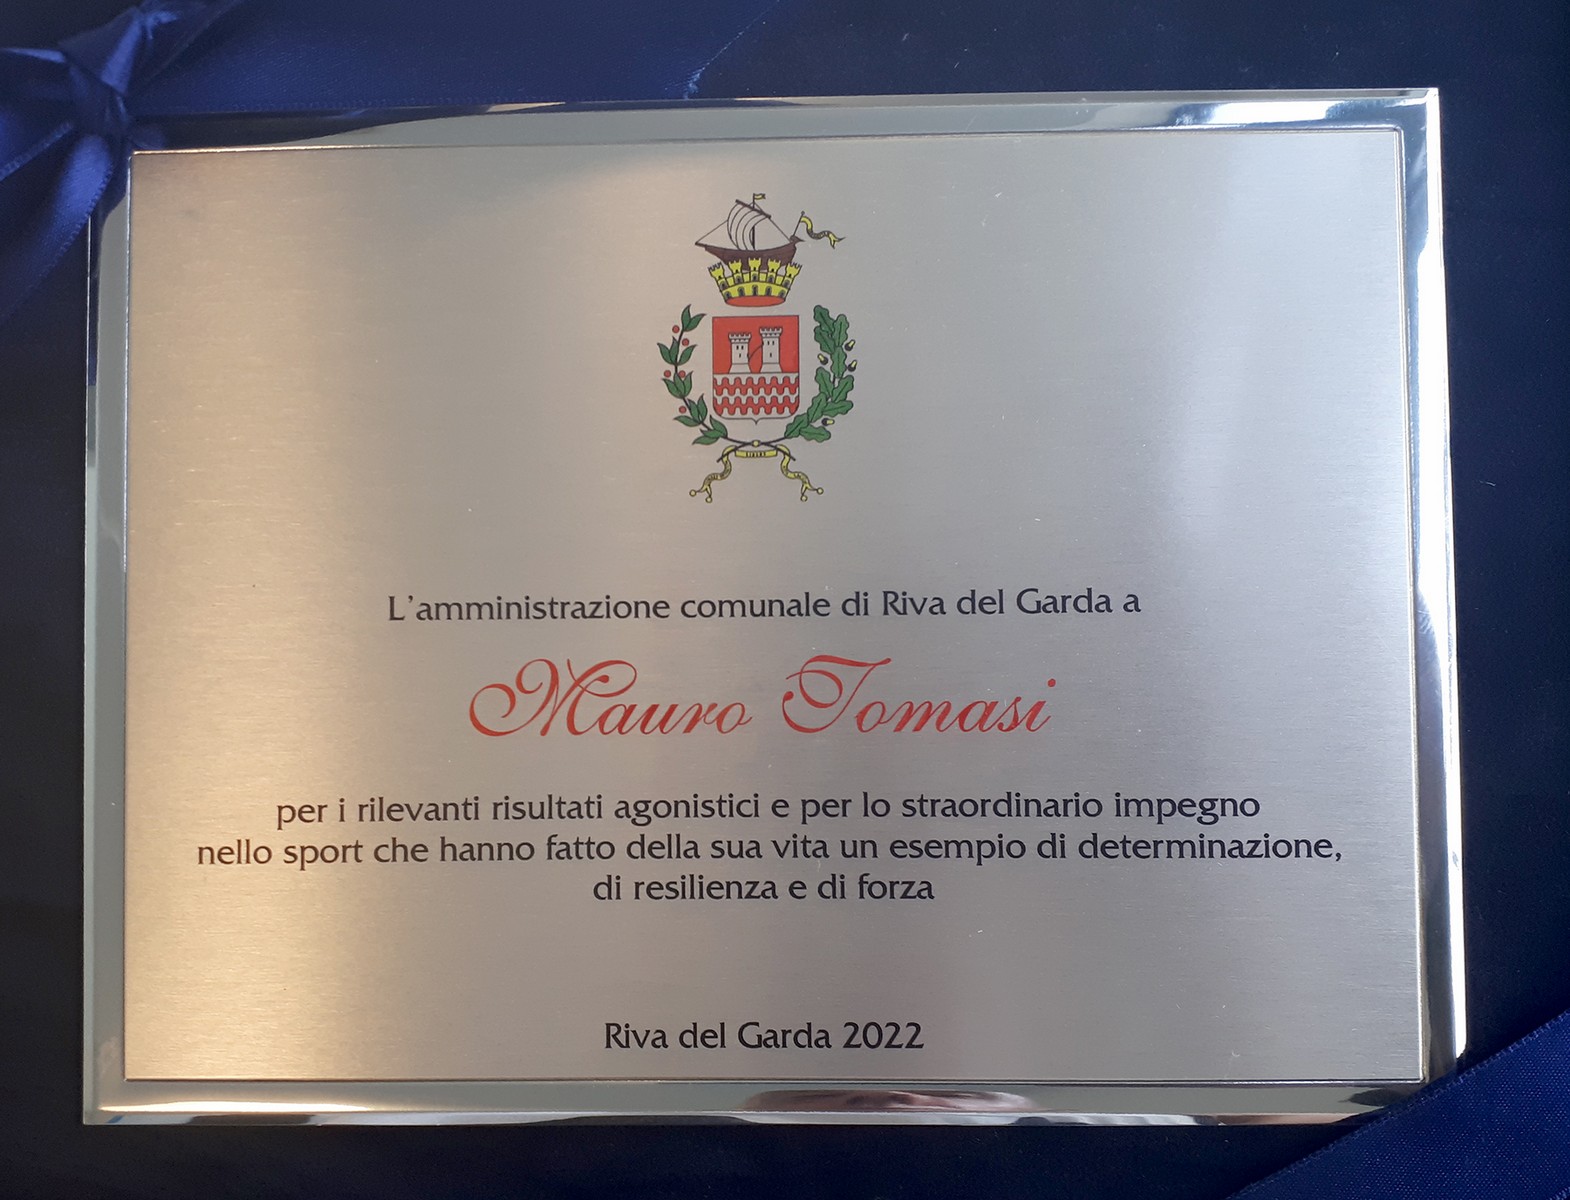 L'amministrazione comunale di Riva del Garda a
Mauro Tomasi
per i rilevanti risultati agonistici e per lo straordinario impegno
nello sport che hanno fatto della sua vita un esempio di determinazione,
di resilienza e di forza
Riva del Garda 2022